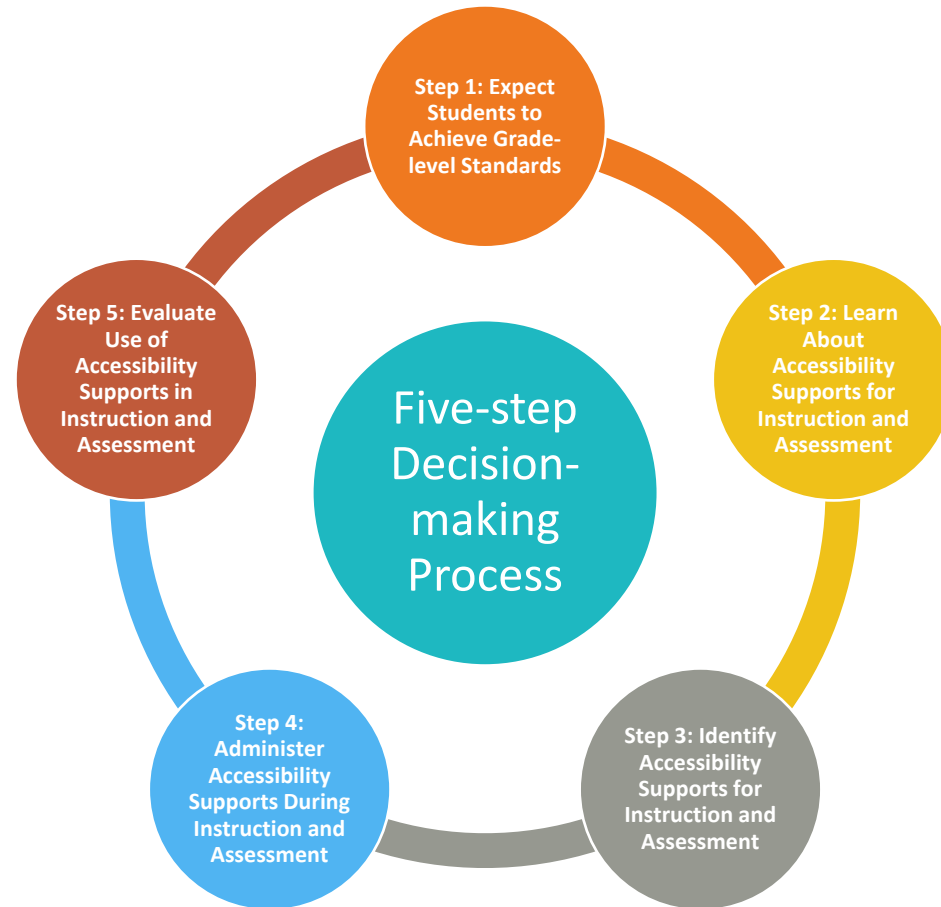 Step 1: Expect
Students to
Achieve Grade-
level Standards
Step 2: Learn
About
Accessibility
Supports for
Instruction and
Assessment
Step 3: Identify
Accessibility
Supports for
Instruction and
Assessment
Step 4:
Administer
Accessibility
Supports During
Instruction and
Assessment
Step 5: Evaluate
Use of
Accessibility
Supports in
Instruction and
Assessment
Five-step
Decision-
making
Process